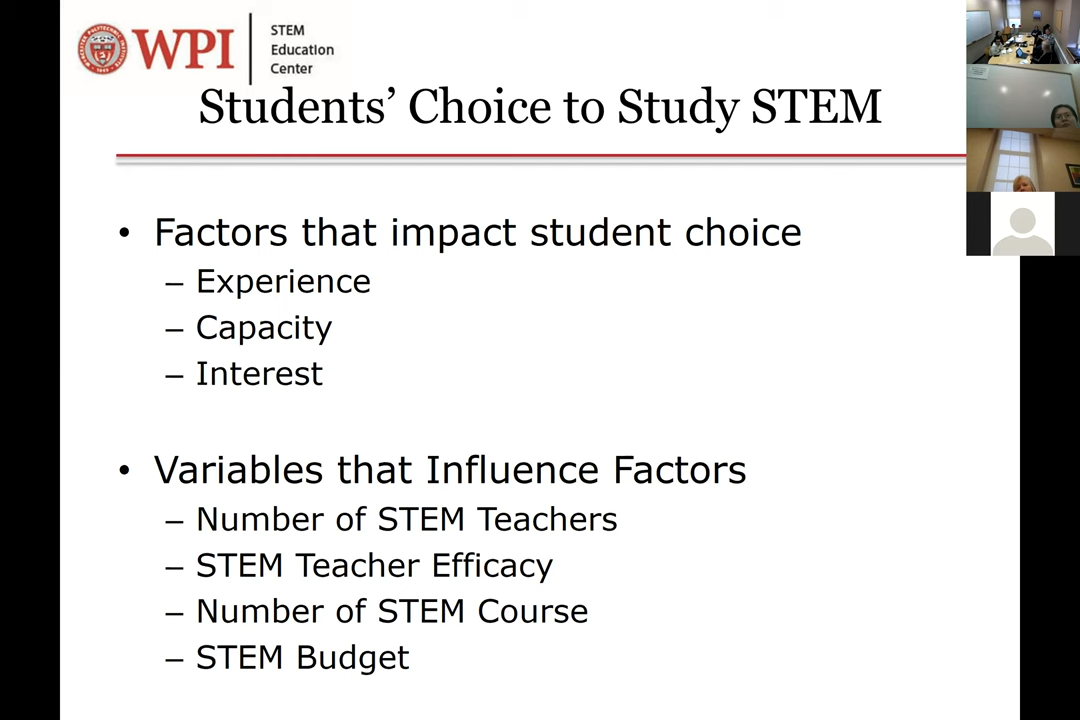 WPI
STEM
Education
Center
Students’ Choice to Study STEM
• Factors that impact student choice
– Experience
– Capacity
– Interest
• Variables that Influence Factors
– Number of STEM Teachers
– STEM Teacher Efficacy
– Number of STEM Course
– STEM Budget